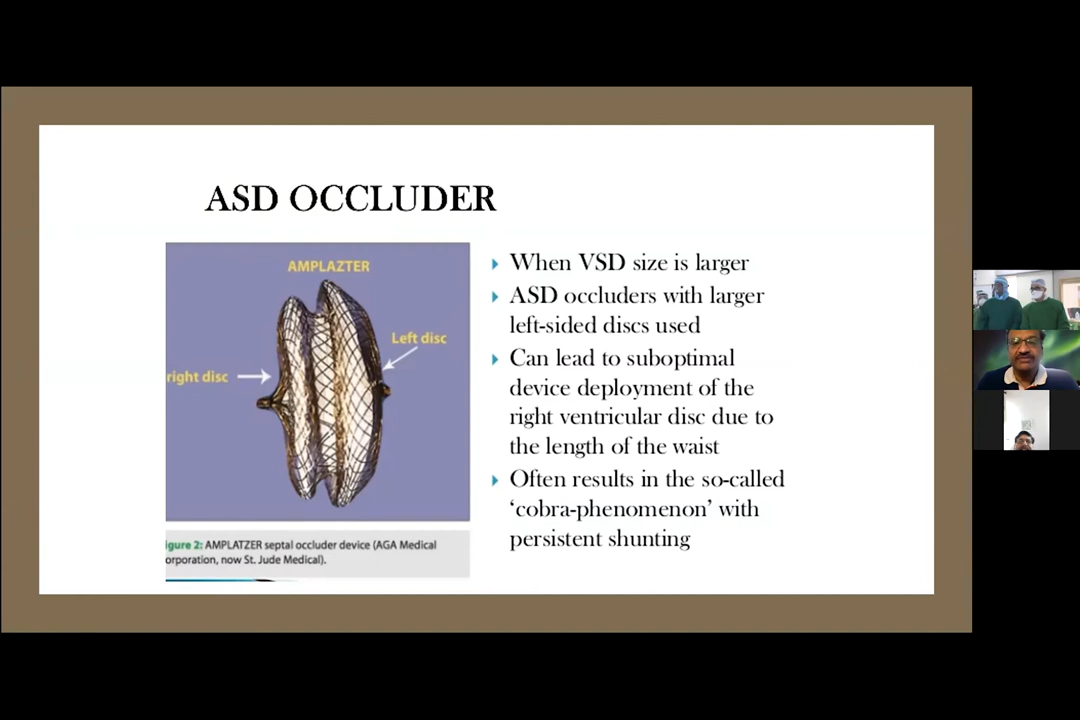 ASD OCCLUDER
AMPLAZTER
Left disc
right disc
igure 2: AMPLATZER septal occluder device (AGA Medical
orporation, now St. Jude Medical).
When VSD size is larger
ASD occluders with larger
left-sided discs used
Can lead to suboptimal
device deployment of the
right ventricular disc due to
the length of the waist
Often results in the so-called
‘cobra-phenomenon’ with
persistent shunting